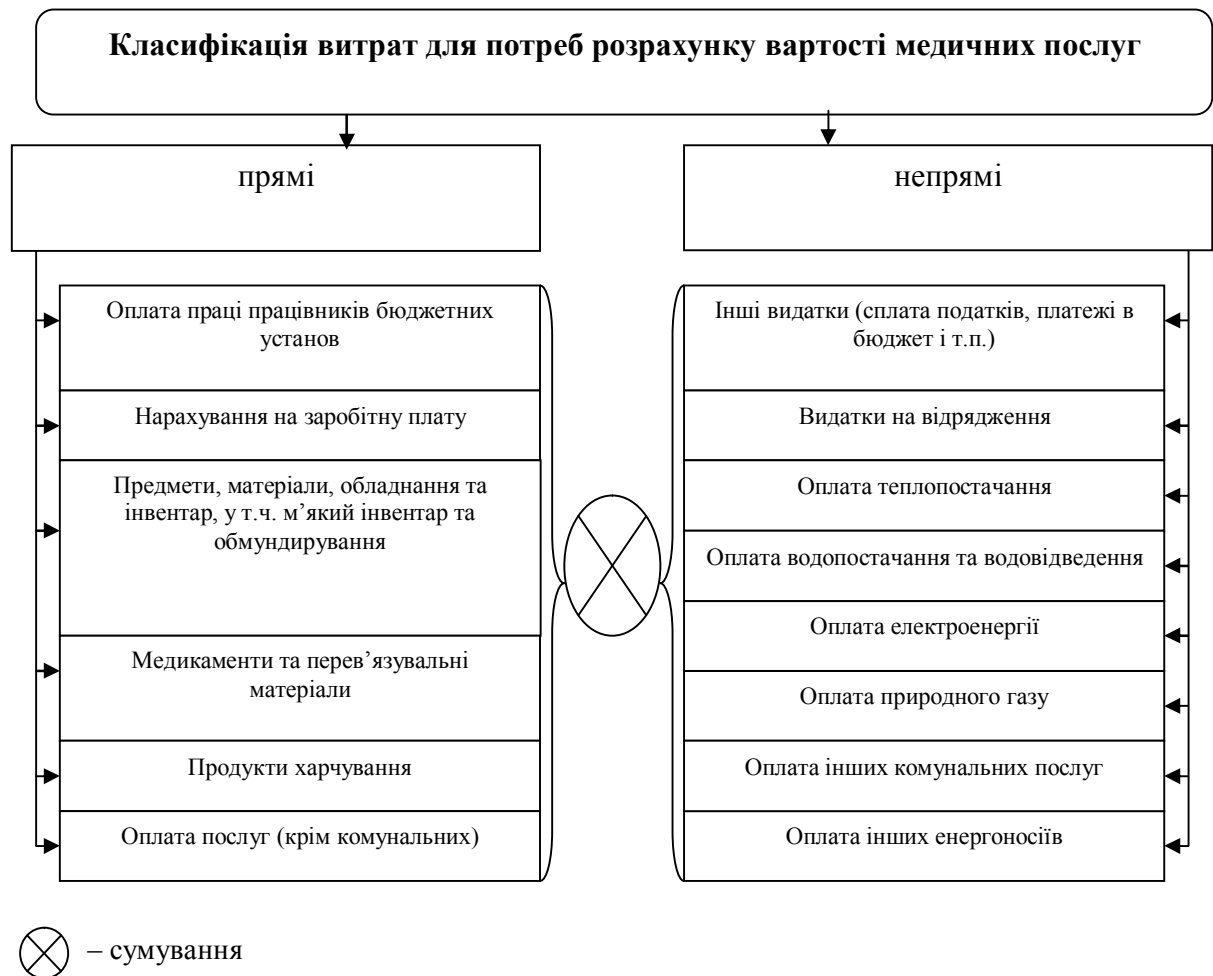 Класифікація витрат для потреб розрахунку вартості медичних послуг
прямі
непрямі
Оплата праці працівників бюджетних
установ
Нарахування на заробітну плату
Предмети, матеріали, обладнання та
інвентар, у т.ч. м’який інвентар та
обмундирування
Медикаменти та перев’язувальні
матеріали
Продукти харчування
Оплата послуг (крім комунальних)
Інші видатки (сплата податків, платежі в
бюджет і т.п.)
Видатки на відрядження
Оплата теплопостачання
Оплата водопостачання та водовідведення
Оплата електроенергії
Оплата природного газу
Оплата інших комунальних послуг
Оплата інших енергоносіїв
– сумування